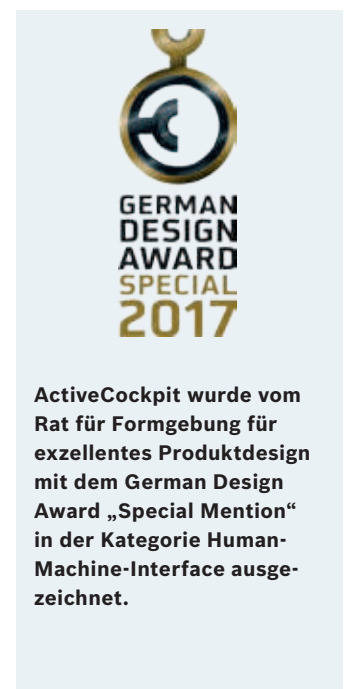 GERMAN
DESIGN
AWARD
SPECIAL
2017
ActiveCockpit wurde vom
Rat für Formgebung für
exzellentes Produktdesign
mit dem German Design
Award „Special Mention“
in der Kategorie Human-
Machine-Interface ausge-
zeichnet.